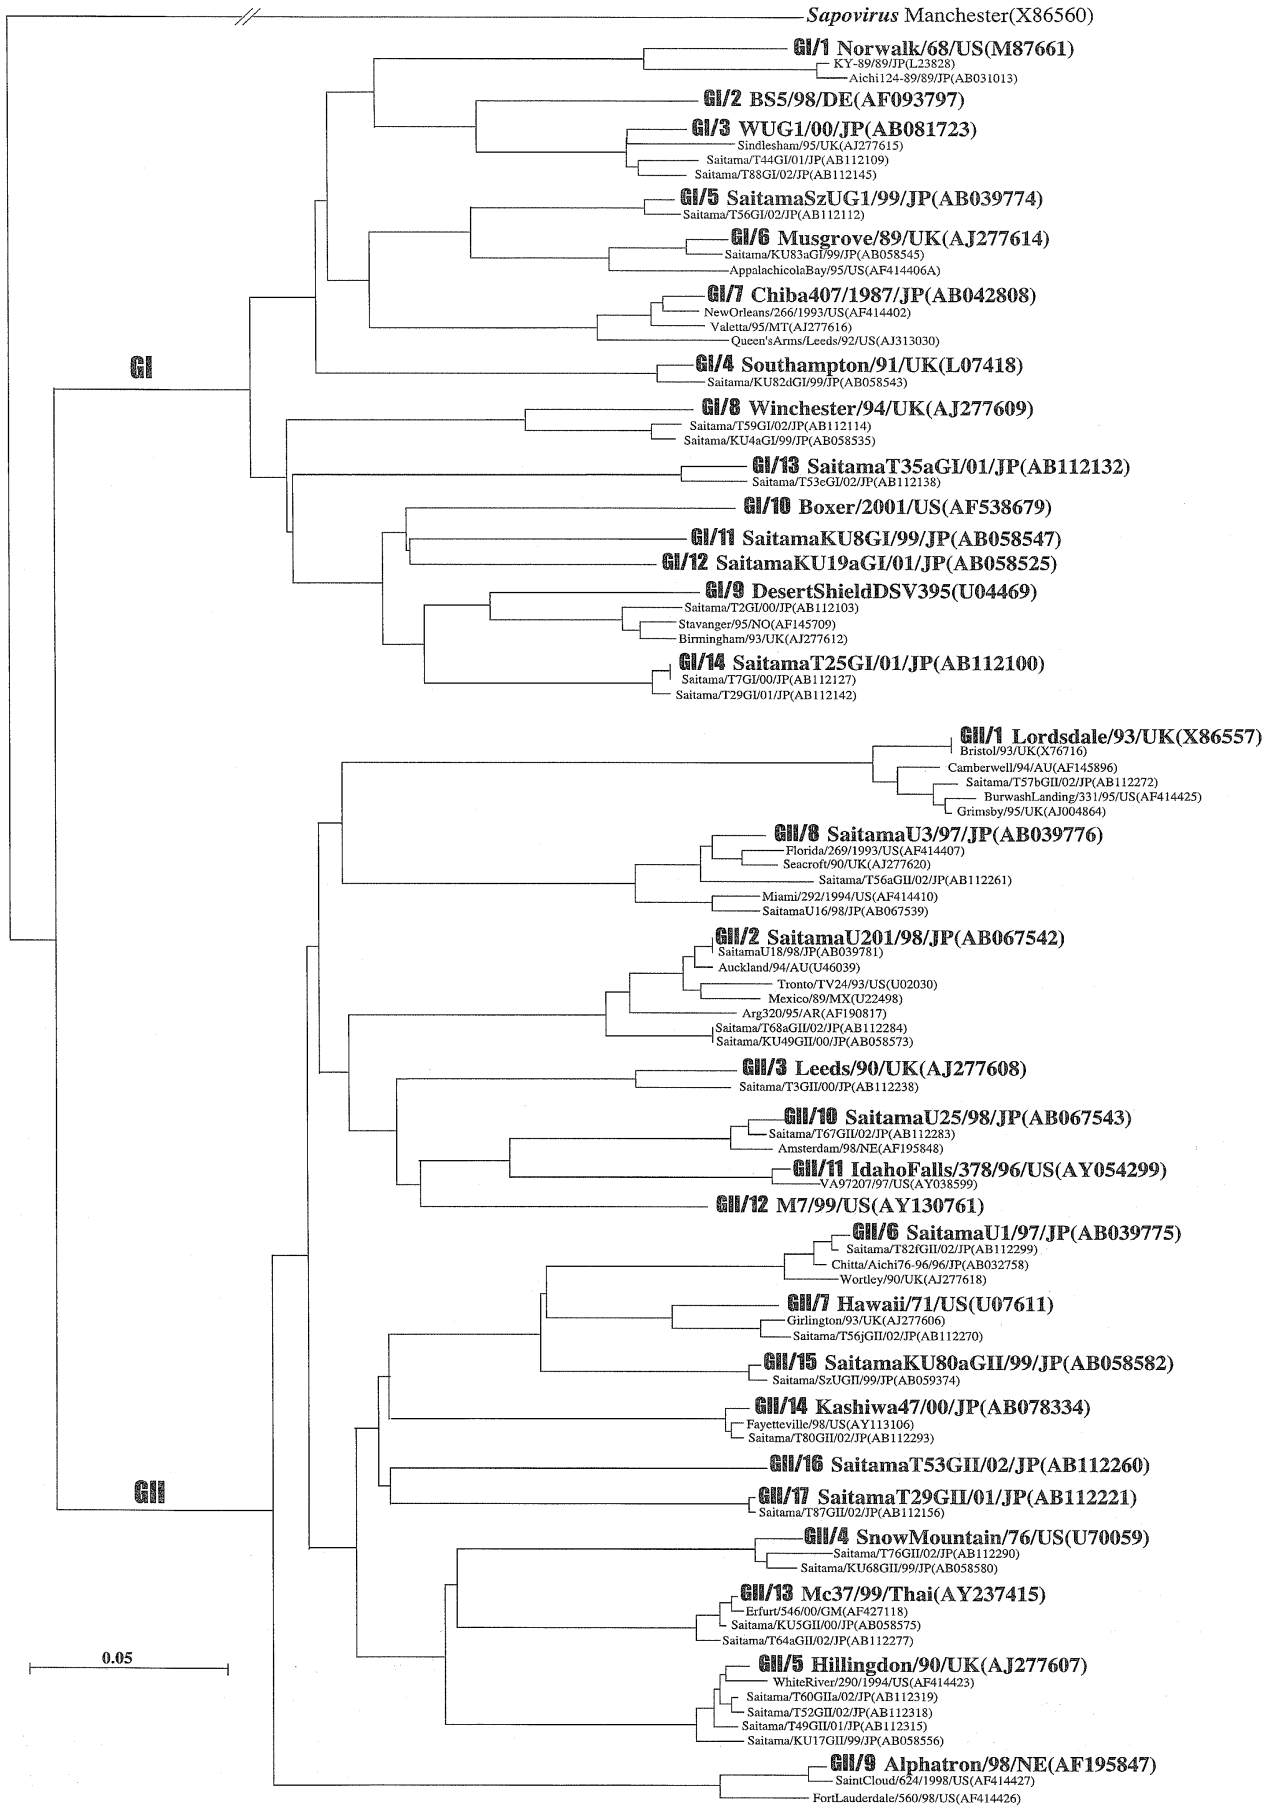 Sapovirus Manchester(X86560)
GI/1 Norwalk/68/US(M87661)
KY-89/89/JP(L23828)
Aichi124-89/89/JP(AB031013)
GI/2 BS5/98/DE(AF093797)
GI/3 WUG1/00/JP(AB081723)
Sindlesham/95/UK(AJ277615)
Saitama/T44GI/01/JP(AB112109)
Saitama/T88GI/02/JP(AB112145)
GI/5 SaitamaSzUG1/99/JP(AB039774)
Saitama/T56GI/02/JP(AB112112)
GI/6 Musgrove/89/UK(AJ277614)
Saitama/KU83aGI/99/JP(AB058545)
AppalachicolaBay/95/US(AF414406A)
GI/7 Chiba407/1987/JP(AB042808)
NewOrleans/266/1993/US(AF414402)
Valetta/95/MT(AJ277616)
Queen'sArms/Leeds/92/US(AJ313030)
GI
GI/4 Southampton/91/UK(L07418)
Saitama/KU82dGI/99/JP(AB058543)
GI/8 Winchester/94/UK(AJ277609)
Saitama/T59GI/02/JP(AB112114)
Saitama/KU4aGI/99/JP(AB058535)
GI/13 SaitamaT35aGI/01/JP(AB112132)
Saitama/T53eGI/02/JP(AB112138)
GI/10 Boxer/2001/US(AF538679)
GI/11 SaitamaKU8GI/99/JP(AB058547)
GI/12 SaitamaKU19aGI/01/JP(AB058525)
GI/9 DesertShieldDSV395(U04469)
Saitama/T2GI/00/JP(AB112103)
Stavanger/95/NO(AF145709)
Birmingham/93/UK(AJ277612)
GI/14 SaitamaT25GI/01/JP(AB112100)
Saitama/T7GI/00/JP(AB112127)
Saitama/T29GI/01/JP(AB112142)
GII/1 Lordsdale/93/UK(X86557)
Bristol/93/UK(X76716)
Camberwell/94/AU(AF145896)
Saitama/T57bGII/02/JP(AB112272)
BurwashLanding/331/95/US(AF414425)
Grimsby/95/UK(AJ004864)
GII/8 SaitamaU3/97/JP(AB039776)
Florida/269/1993/US(AF414407)
Seacroft/90/UK(AJ277620)
Saitama/T56aGII/02/JP(AB112261)
Miami/292/1994/US(AF414410)
SaitamaU16/98/JP(AB067539)
GII/2 SaitamaU201/98/JP(AB067542)
SaitamaU18/98/JP(AB039781)
Auckland/94/AU(U46039)
Tronto/TV24/93/US(U02030)
Mexico/89/MX(U22498)
Arg320/95/AR(AF190817)
Saitama/T68aGII/02/JP(AB112284)
Saitama/KU49GII/00/JP(AB058573)
GII/3 Leeds/90/UK(AJ277608)
Saitama/T3GII/00/JP(AB112238)
GII/10 SaitamaU25/98/JP(AB067543)
Saitama/T67GII/02/JP(AB112283)
Amsterdam/98/NE(AF195848)
GII/11 IdahoFalls/378/96/US(AY054299)
VA97207/97/US(AY038599)
GII/12 M7/99/US(AY130761)
GII/6 SaitamaU1/97/JP(AB039775)
Saitama/T82fGII/02/JP(AB112299)
Chitta/Aichi76-96/96/JP(AB032758)
Wortley/90/UK(AJ277618)
GII/7 Hawaii/71/US(U07611)
Girlington/93/UK(AJ277606)
Saitama/T56jGII/02/JP(AB112270)
GII/15 SaitamaKU80aGII/99/JP(AB058582)
Saitama/SzUGII/99/JP(AB059374)
GII/14 Kashiwa47/00/JP(AB078334)
Fayetteville/98/US(AY113106)
Saitama/T80GII/02/JP(AB112293)
GII/16 SaitamaT53GII/02/JP(AB112260)
GII
GII/17 SaitamaT29GII/01/JP(AB112221)
Saitama/T87GII/02/JP(AB112156)
GII/4 SnowMountain/76/US(U70059)
Saitama/T76GII/02/JP(AB112290)
Saitama/KU68GII/99/JP(AB058580)
GII/13 Mc37/99/Thai(AY237415)
Erfurt/546/00/GM(AF427118)
Saitama/KU5GII/00/JP(AB058575)
Saitama/T64aGII/02/JP(AB112277)
0.05
GII/5 Hillingdon/90/UK(AJ277607)
WhiteRiver/290/1994/US(AF414423)
Saitama/T60GIIa/02/JP(AB112319)
Saitama/T52GII/02/JP(AB112318)
Saitama/T49GII/01/JP(AB112315)
Saitama/KU17GII/99/JP(AB058556)
GII/9 Alphatron/98/NE(AF195847)
SaintCloud/624/1998/US(AF414427)
FortLauderdale/560/98/US(AF414426)